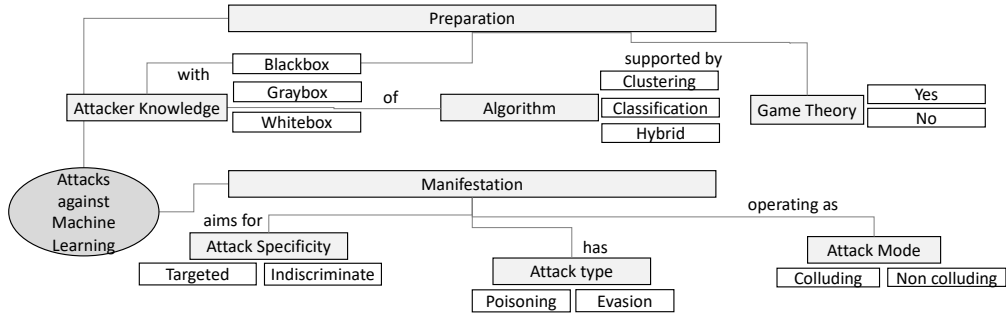 Preparation
with
Blackbox
supported by
Clustering
Graybox
Yes
Attacker Knowledge
of
Algorithm
Classification
Game Theory
Whitebox
No
Hybrid
Attacks
against
Machine
Learning
Manifestation
aims for
operating as
Attack Specificity
has
Attack Mode
Targeted
Indiscriminate
Attack type
Colluding
Non colluding
Poisoning
Evasion